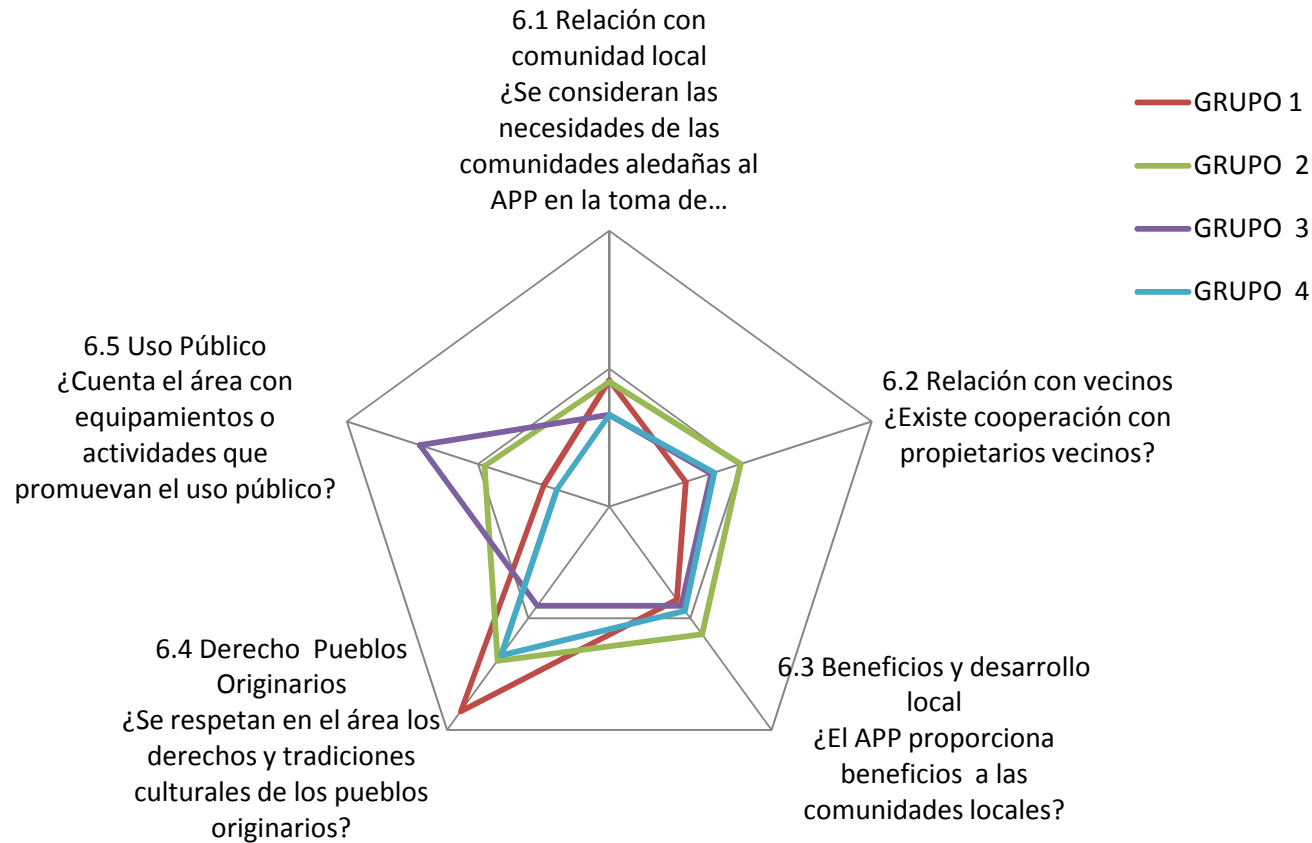 6.1 Relación con
comunidad local
¿Se consideran las
necesidades de las
comunidades aledañas al
APP en la toma de…
GRUPO 1
GRUPO 2
GRUPO 3
GRUPO 4
6.2 Relación con vecinos
¿Existe cooperación con
propietarios vecinos?
6.3 Beneficios y desarrollo
local
¿El APP proporciona
beneficios a las
comunidades locales?
6.4 Derecho Pueblos
Originarios
¿Se respetan en el área los
derechos y tradiciones
culturales de los pueblos
originarios?
6.5 Uso Público
¿Cuenta el área con
equipamientos o
actividades que
promuevan el uso público?